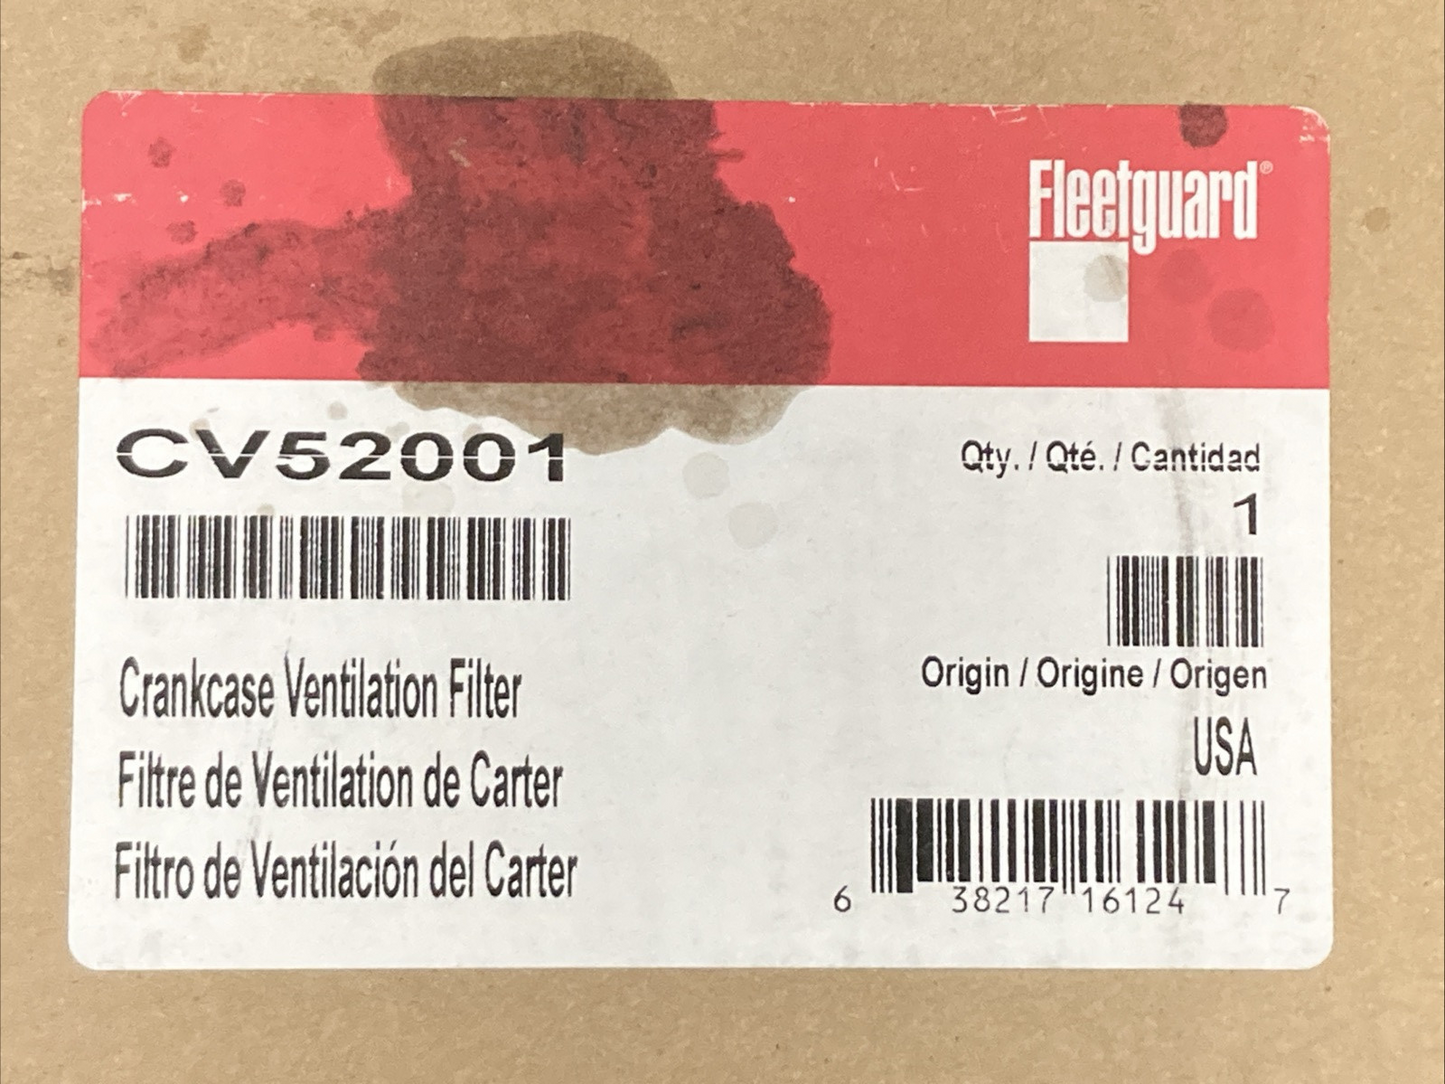 Fleetguard®
CV52001
Qty. / Qté. / Cantidad
1
Crankcase Ventilation Filter
Filtre de Ventilation de Carter
Filtro de Ventilación del Carter
Origin / Origine / Origen
USA
6 38217 16124 7